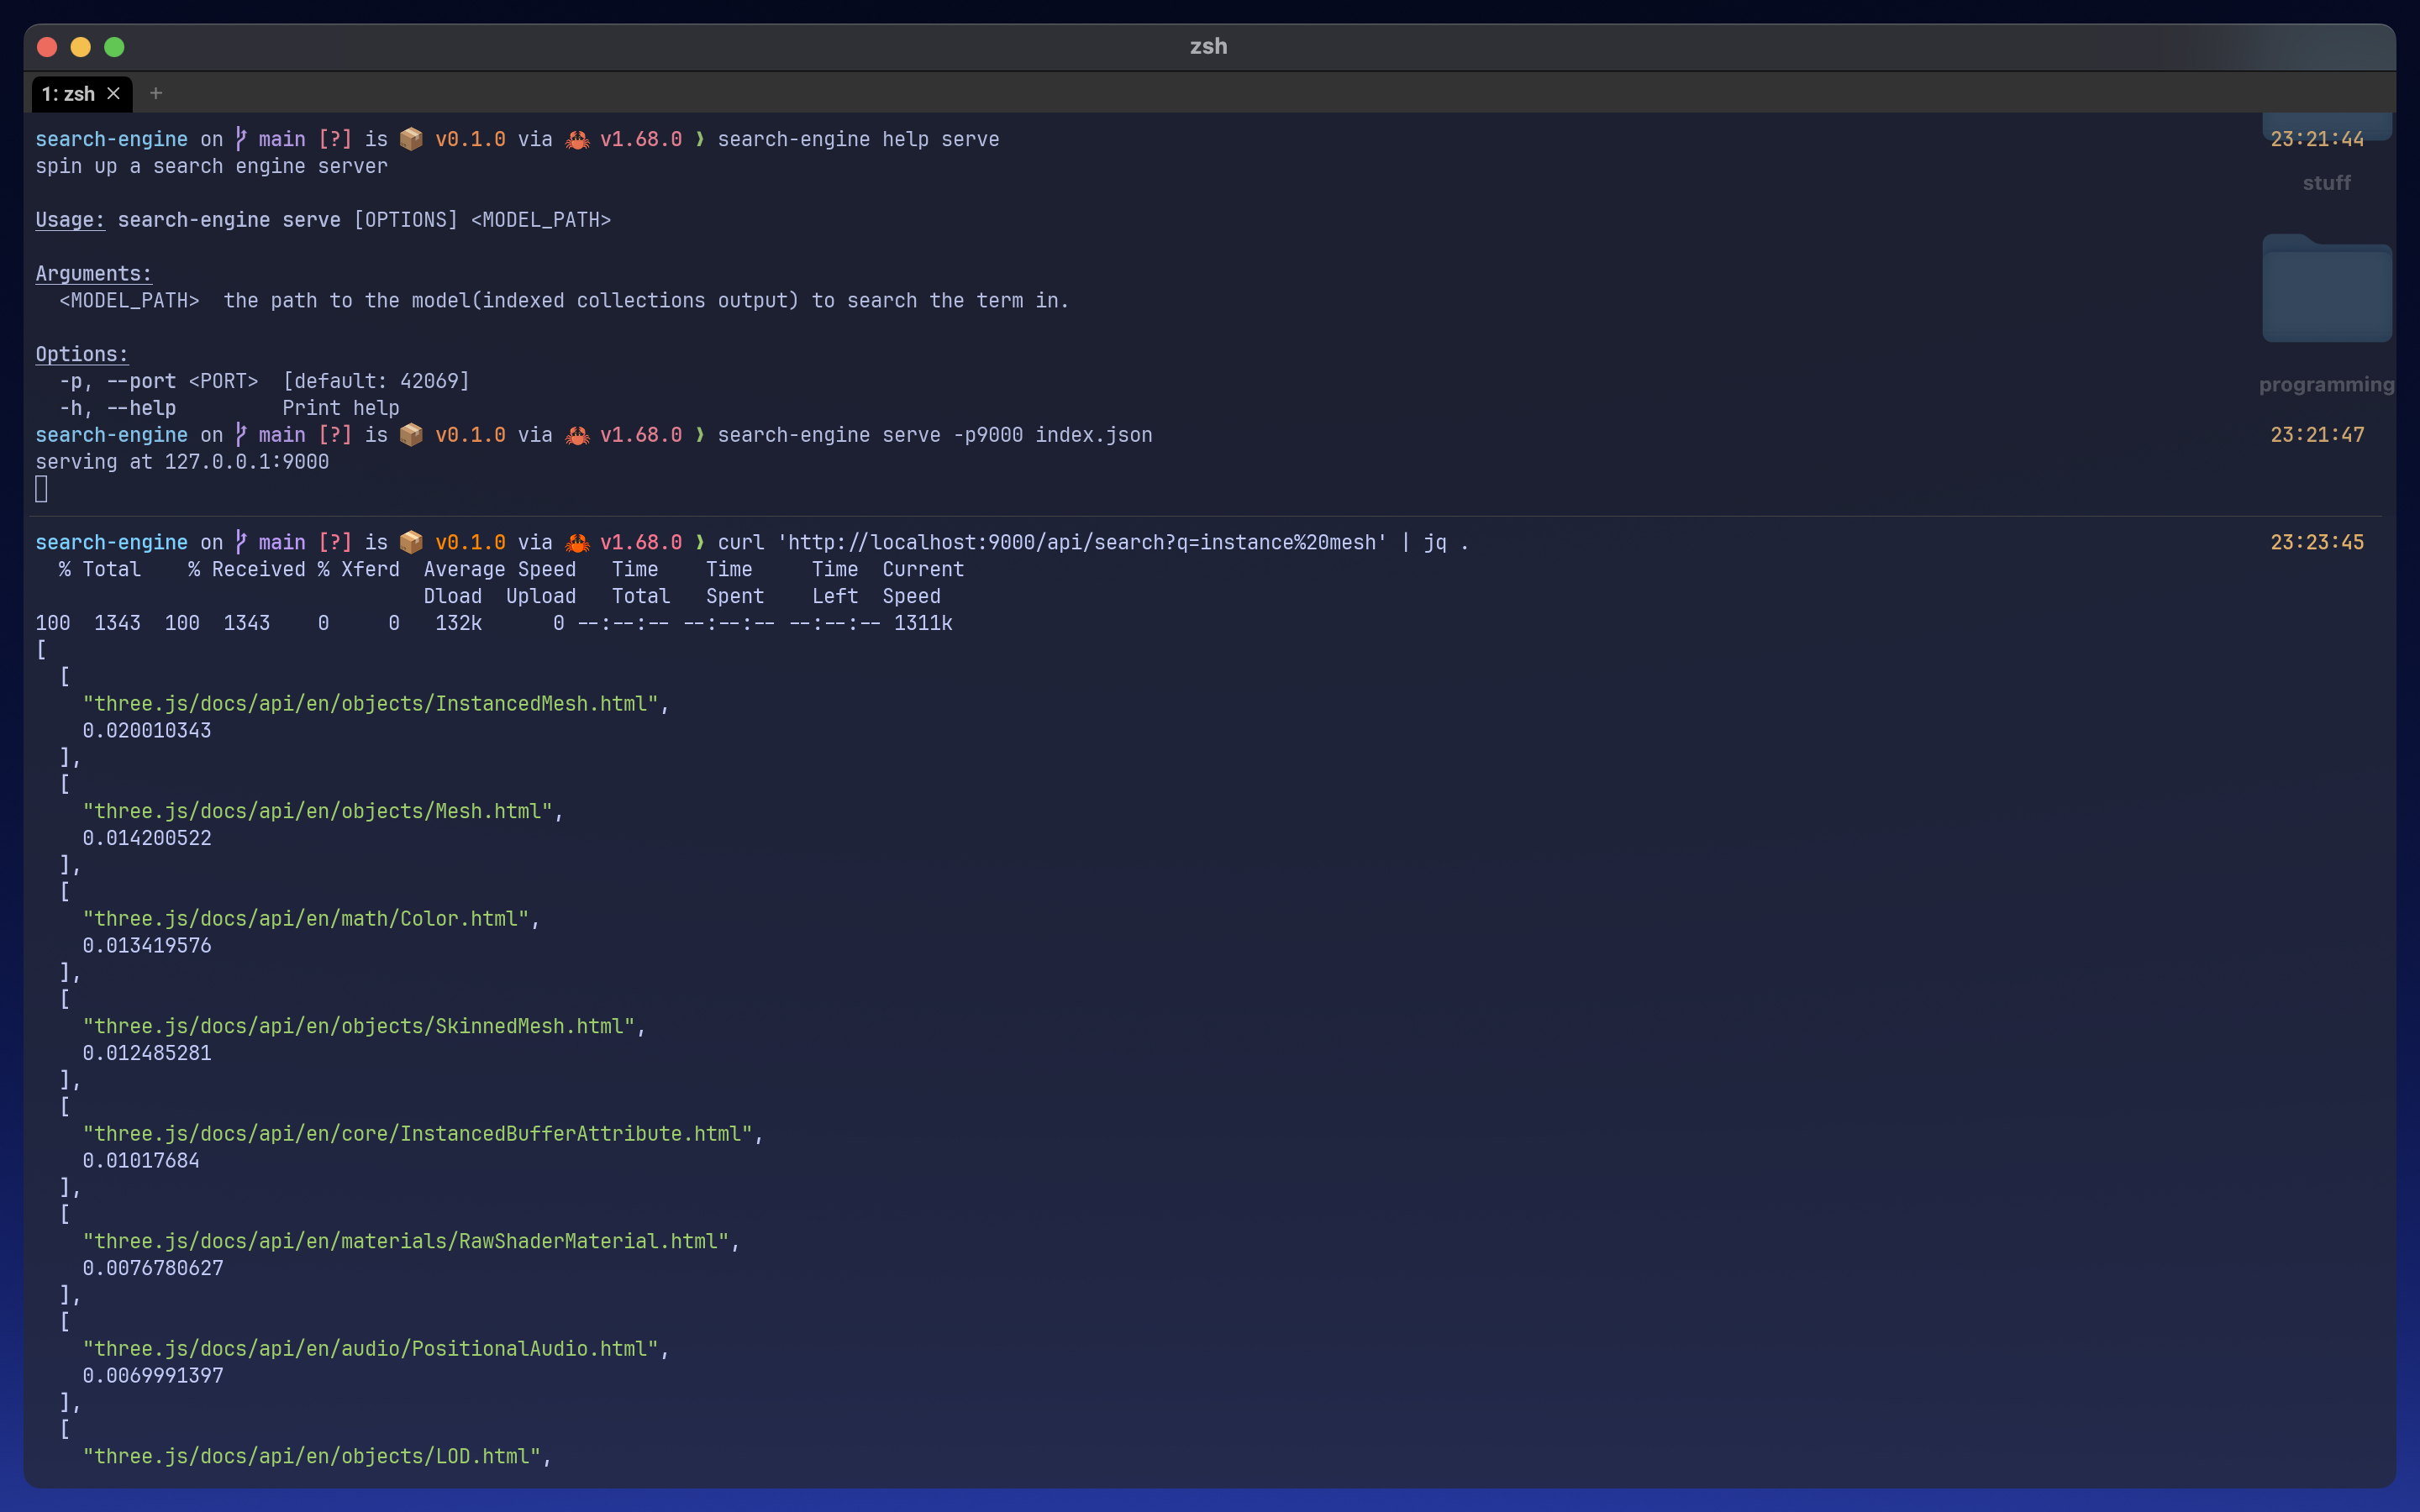 zsh
1: zsh × +
search-engine on main [?] is 📦 v0.1.0 via 🦀 v1.68.0 ❯ search-engine help serve 23:21:44
spin up a search engine server
stuff
Usage: search-engine serve [OPTIONS] <MODEL_PATH>
Arguments:
<MODEL_PATH>  the path to the model(indexed collections output) to search the term in.
Options:
-p, --port <PORT>  [default: 42069]
programming
-h, --help         Print help
search-engine on main [?] is 📦 v0.1.0 via 🦀 v1.68.0 ❯ search-engine serve -p9000 index.json 23:21:47
serving at 127.0.0.1:9000
search-engine on main [?] is 📦 v0.1.0 via 🦀 v1.68.0 ❯ curl 'http://localhost:9000/api/search?q=instance%20mesh' | jq . 23:23:45
  % Total    % Received % Xferd  Average Speed   Time    Time     Time  Current
                                 Dload  Upload   Total   Spent    Left  Speed
100  1343  100  1343    0     0   132k      0 --:--:-- --:--:-- --:--:-- 1311k
[
  [
    "three.js/docs/api/en/objects/InstancedMesh.html",
    0.020010343
  ],
  [
    "three.js/docs/api/en/objects/Mesh.html",
    0.014200522
  ],
  [
    "three.js/docs/api/en/math/Color.html",
    0.013419576
  ],
  [
    "three.js/docs/api/en/objects/SkinnedMesh.html",
    0.012485281
  ],
  [
    "three.js/docs/api/en/core/InstancedBufferAttribute.html",
    0.01017684
  ],
  [
    "three.js/docs/api/en/materials/RawShaderMaterial.html",
    0.0076780627
  ],
  [
    "three.js/docs/api/en/audio/PositionalAudio.html",
    0.0069991397
  ],
  [
    "three.js/docs/api/en/objects/LOD.html",